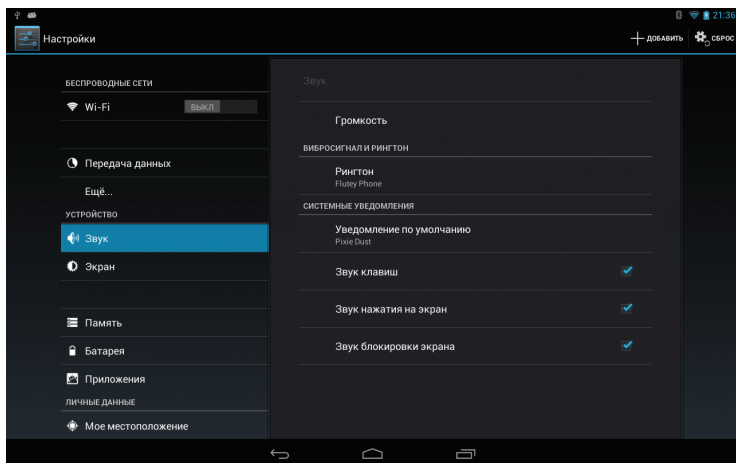 21:36
Настройки
ДОБАВИТЬ
СБРОС
БЕСПРОВОДНЫЕ СЕТИ
Wi-Fi
ВЫКЛ
Передача данных
Ещё...
УСТРОЙСТВО
Звук
Экран
Память
Батарея
Приложения
ЛИЧНЫЕ ДАННЫЕ
Мое местоположение
Звук
Громкость
ВИБРОСИГНАЛ И РИНГТОН
Рингтон
Flutey Phone
СИСТЕМНЫЕ УВЕДОМЛЕНИЯ
Уведомление по умолчанию
Pixie Dust
Звук клавиш
Звук нажатия на экран
Звук блокировки экрана